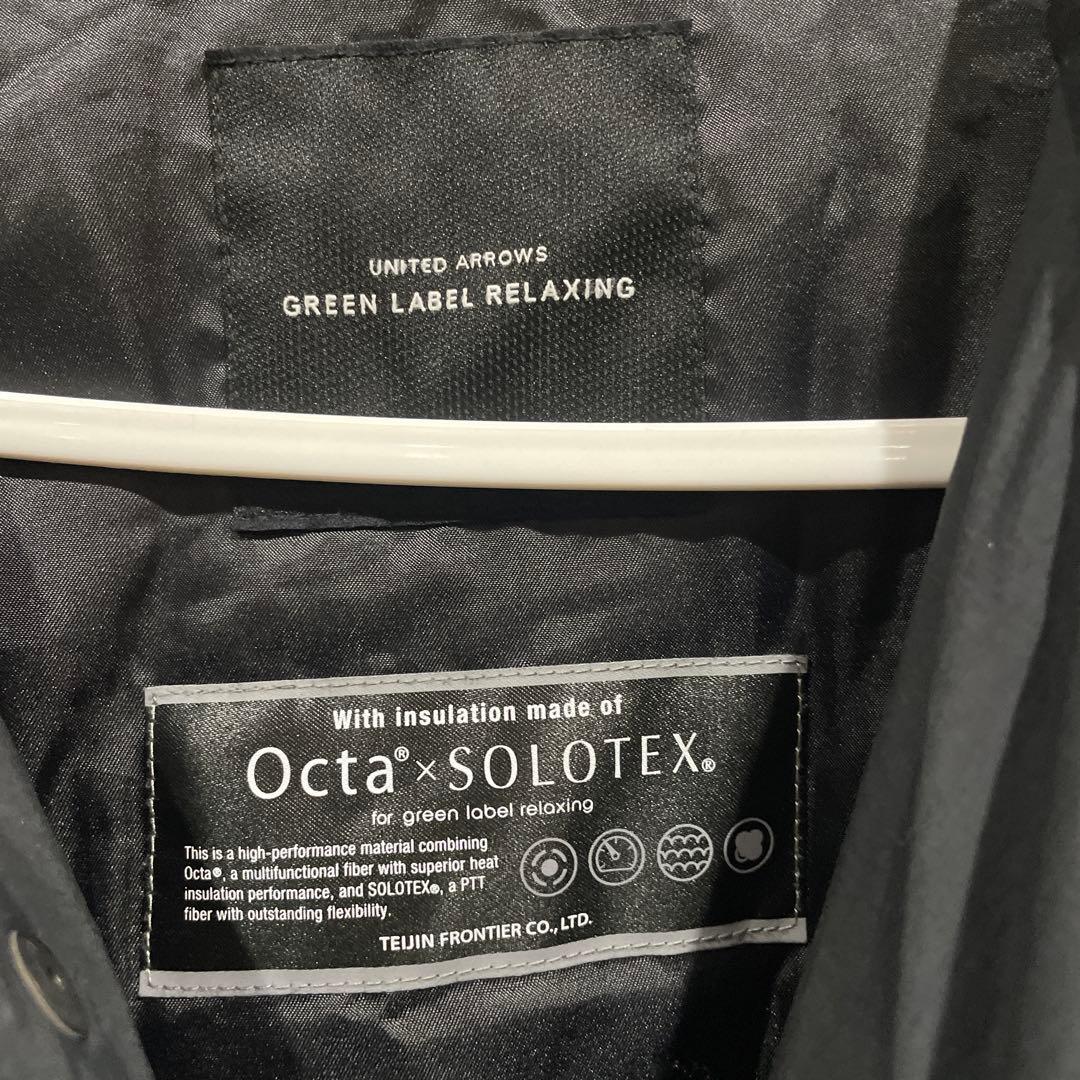 UNITED ARROWS
GREEN LABEL RELAXING
With insulation made of
Octa® × SOLOTEX®
for green label relaxing
This is a high-performance material combining
Octa®, a multifunctional fiber with superior heat
insulation performance, and SOLOTEX®, a PTT
fiber with outstanding flexibility.
TEIJIN FRONTIER CO., LTD.